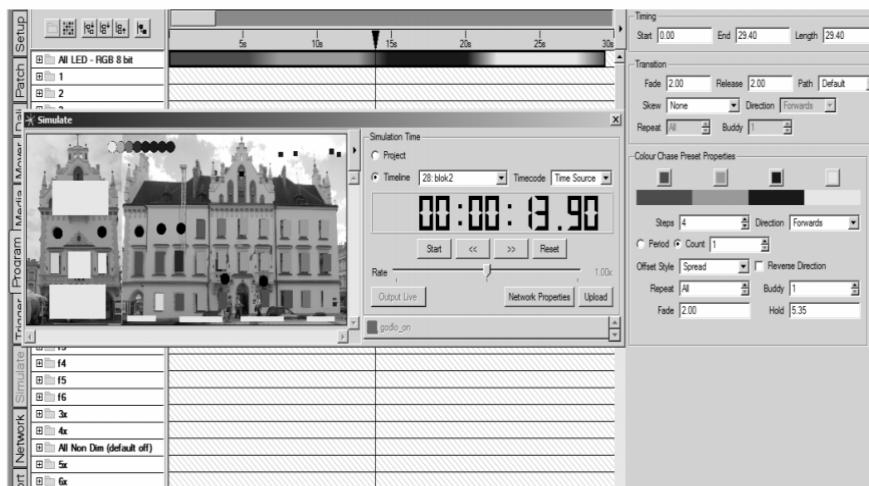 Setup
Patch
Dali
Mover
Media
Program
Trigger
Simulate
Network
5s 10s 15s 20s 25s 30s
All LED - RGB 8 bit
1
2
Simulate
Simulation Time
Project
Timeline 28: blok2 Timecode Time Source
00:00:13.90
Start << >> Reset
Rate 1.00x
Output Live Network Properties Upload
godlo_on
f4
f5
f6
3x
4x
All Non Dim (default off)
5x
6x
Timing
Start 0.00 End 29.40 Length 29.40
Transition
Fade 2.00 Release 2.00 Path Default
Skew None Direction Forwards
Repeat All Buddy 1
Colour Chase Preset Properties
Steps 4 Direction Forwards
Period Count 1
Offset Style Spread Reverse Direction
Repeat All Buddy 1
Fade 2.00 Hold 5.35